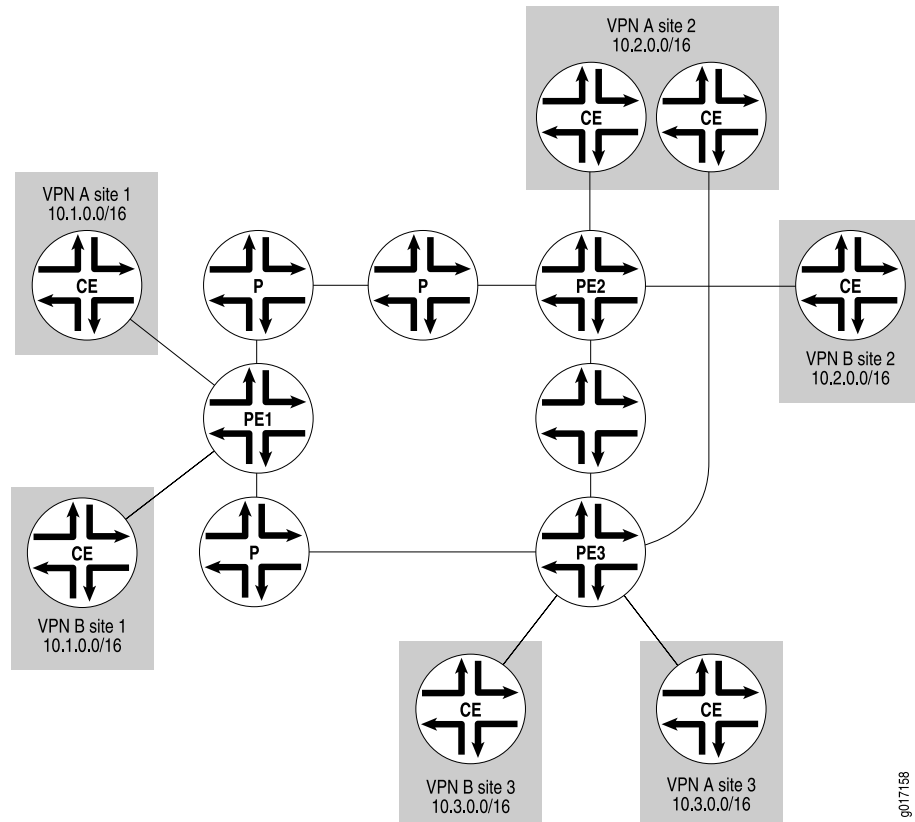 VPN A site 2
10.2.0.0/16
CE
CE
VPN A site 1
10.1.0.0/16
CE
P
P
PE2
CE
VPN B site 2
10.2.0.0/16
PE1
CE
VPN B site 1
10.1.0.0/16
P
PE3
CE
VPN B site 3
10.3.0.0/16
CE
VPN A site 3
10.3.0.0/16
g017158